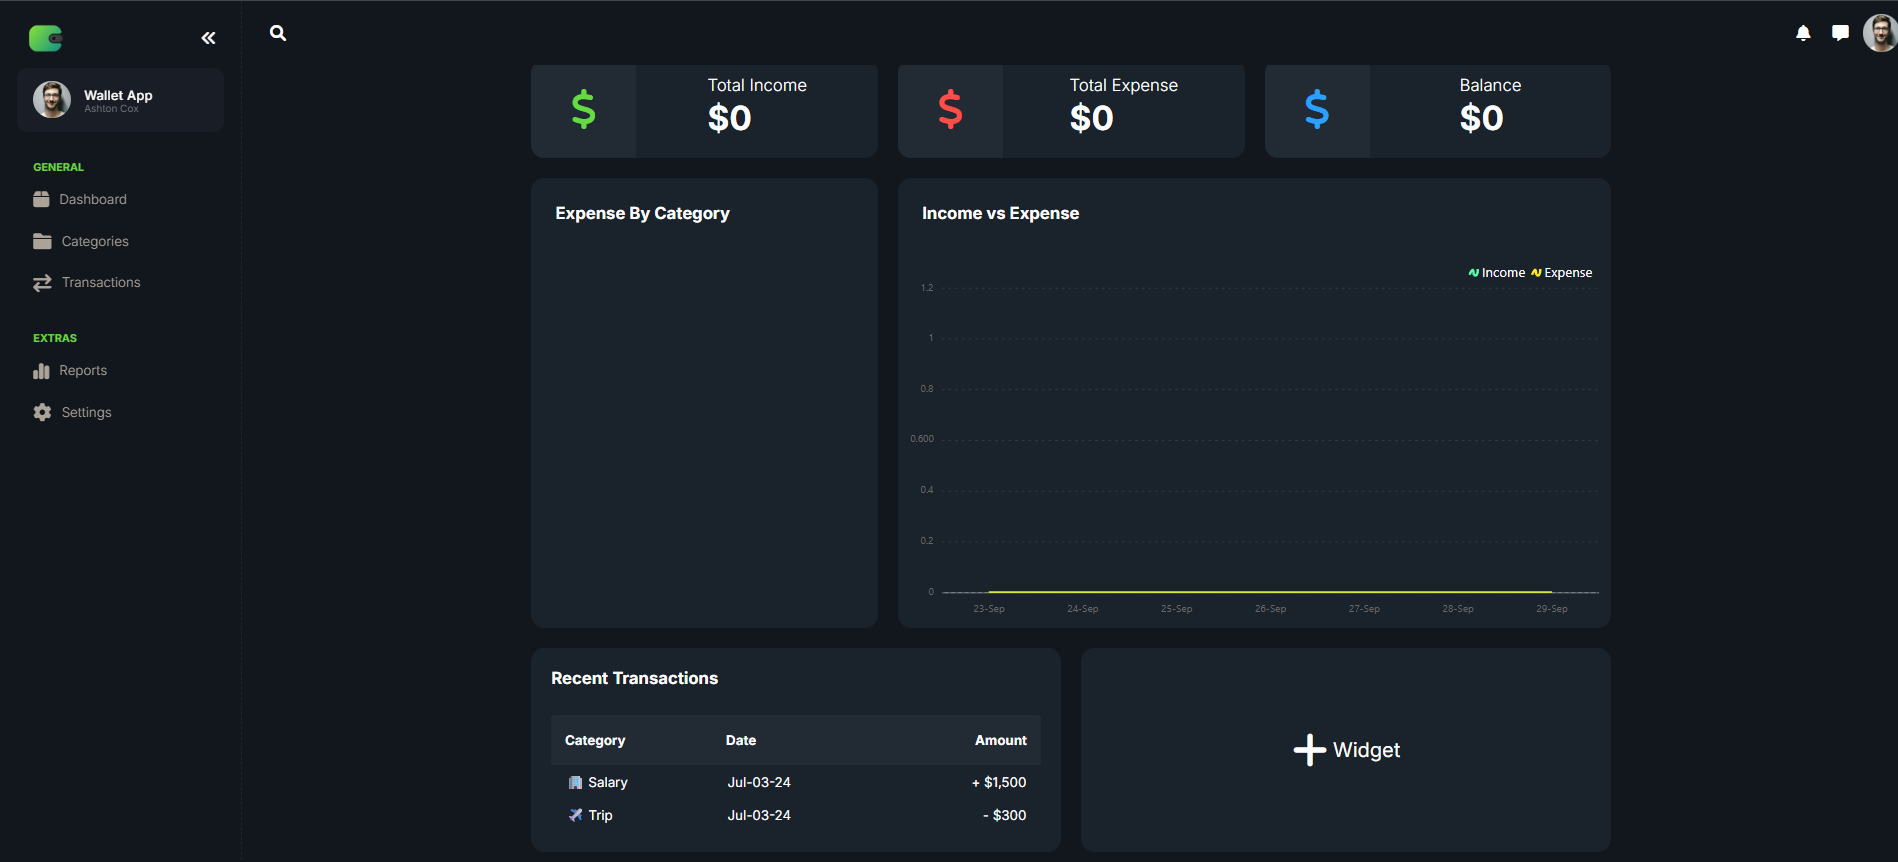 Wallet App
Ashton Cox
GENERAL
Dashboard
Categories
Transactions
EXTRAS
Reports
Settings
Total Income
$0
Total Expense
$0
Balance
$0
Expense By Category
Income vs Expense
Income Expense
1.2
1
0.8
0.600
0.4
0.2
0
23-Sep 24-Sep 25-Sep 26-Sep 27-Sep 28-Sep 29-Sep
Recent Transactions
Category Date Amount
Salary Jul-03-24 + $1,500
Trip Jul-03-24 - $300
Widget